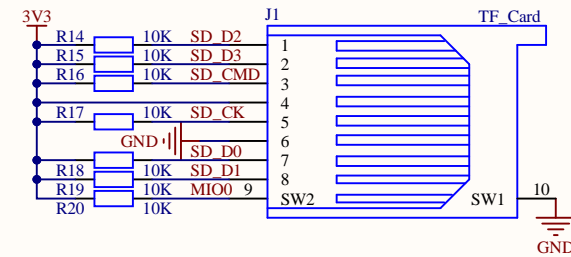 3V3 J1 TF_Card
R14 10K SD_D2 1
R15 10K SD_D3 2
R16 10K SD_CMD 3
4
R17 10K SD_CK 5
GND 6
SD_D0 7
R18 10K SD_D1 8
R19 10K MIO0 9 SW2 SW1 10
R20 10K
GND